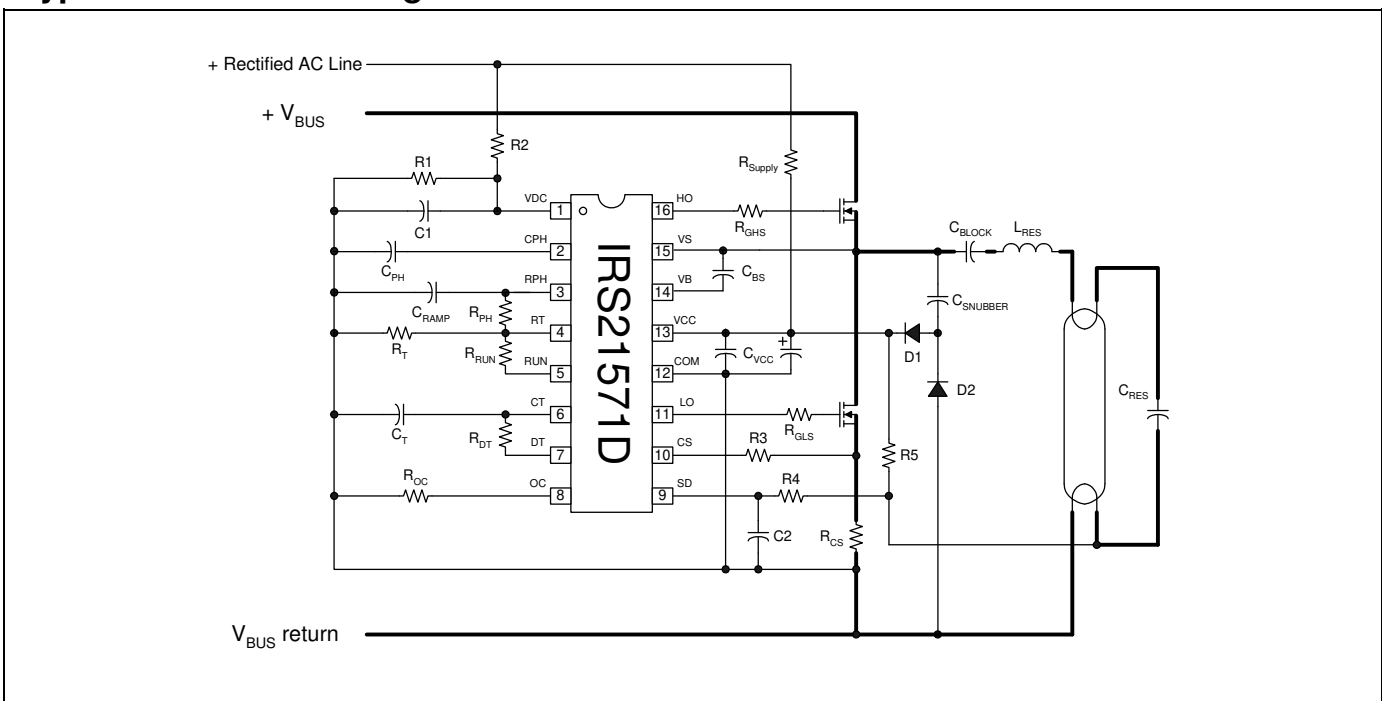 + Rectified AC Line
+ VBUS
R2
R1
RSupply
VDC
1
16
HO
RGHS
C1
CPH
2
15
VS
CPH
CBS
CBLOCK
LRES
RPH
3
14
VB
CRAMP
RPH
CSNUBBER
RT
4
13
VCC
RT
RRUN
CVCC
+
D1
RUN
5
12
COM
D2
CRES
CT
6
11
LO
CT
RDT
RGLS
DT
7
10
CS
R3
R5
ROC
OC
8
9
SD
R4
C2
RCS
IRS21571D
VBUS return